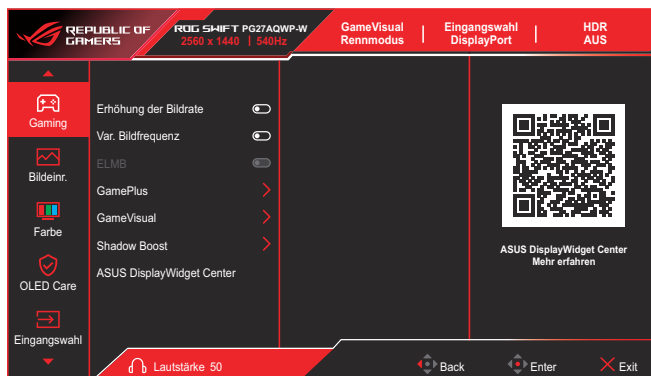 REPUBLIC OF
GAMERS
ROG SWIFT PG27AQWP-W
2560 x 1440 | 540Hz
GameVisual
Rennmodus
Eingangswahl
DisplayPort
HDR
AUS
Gaming
Bildeinr.
Farbe
OLED Care
Eingangswahl
Erhöhung der Bildrate
Var. Bildfrequenz
ELMB
GamePlus
GameVisual
Shadow Boost
ASUS DisplayWidget Center
ASUS DisplayWidget Center
Mehr erfahren
Lautstärke 50
Back
Enter
Exit